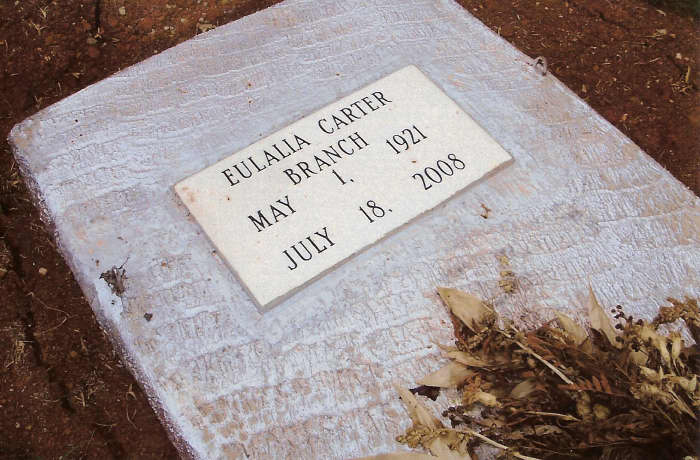 EULALIA CARTER
BRANCH
MAY 1, 1921
JULY 18. 2008